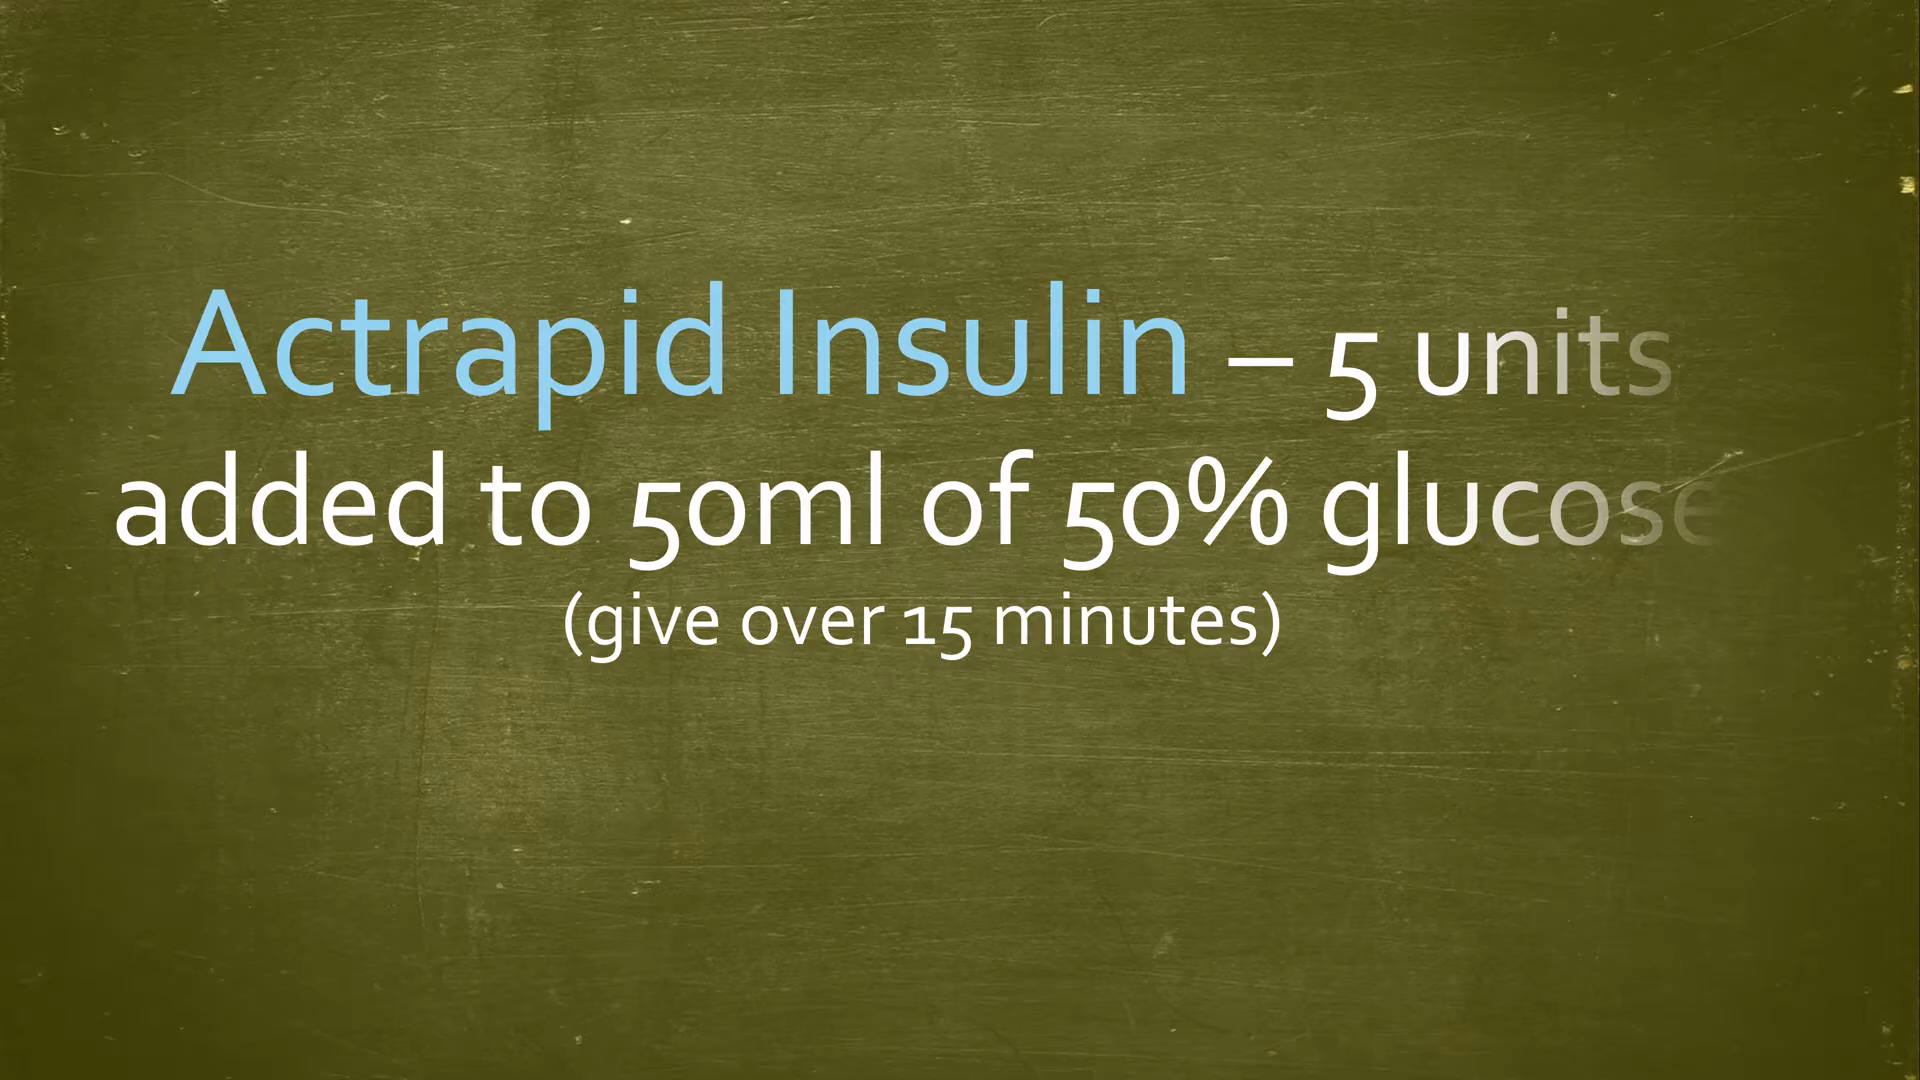 Actrapid Insulin – 5 units
added to 50ml of 50% glucose
(give over 15 minutes)